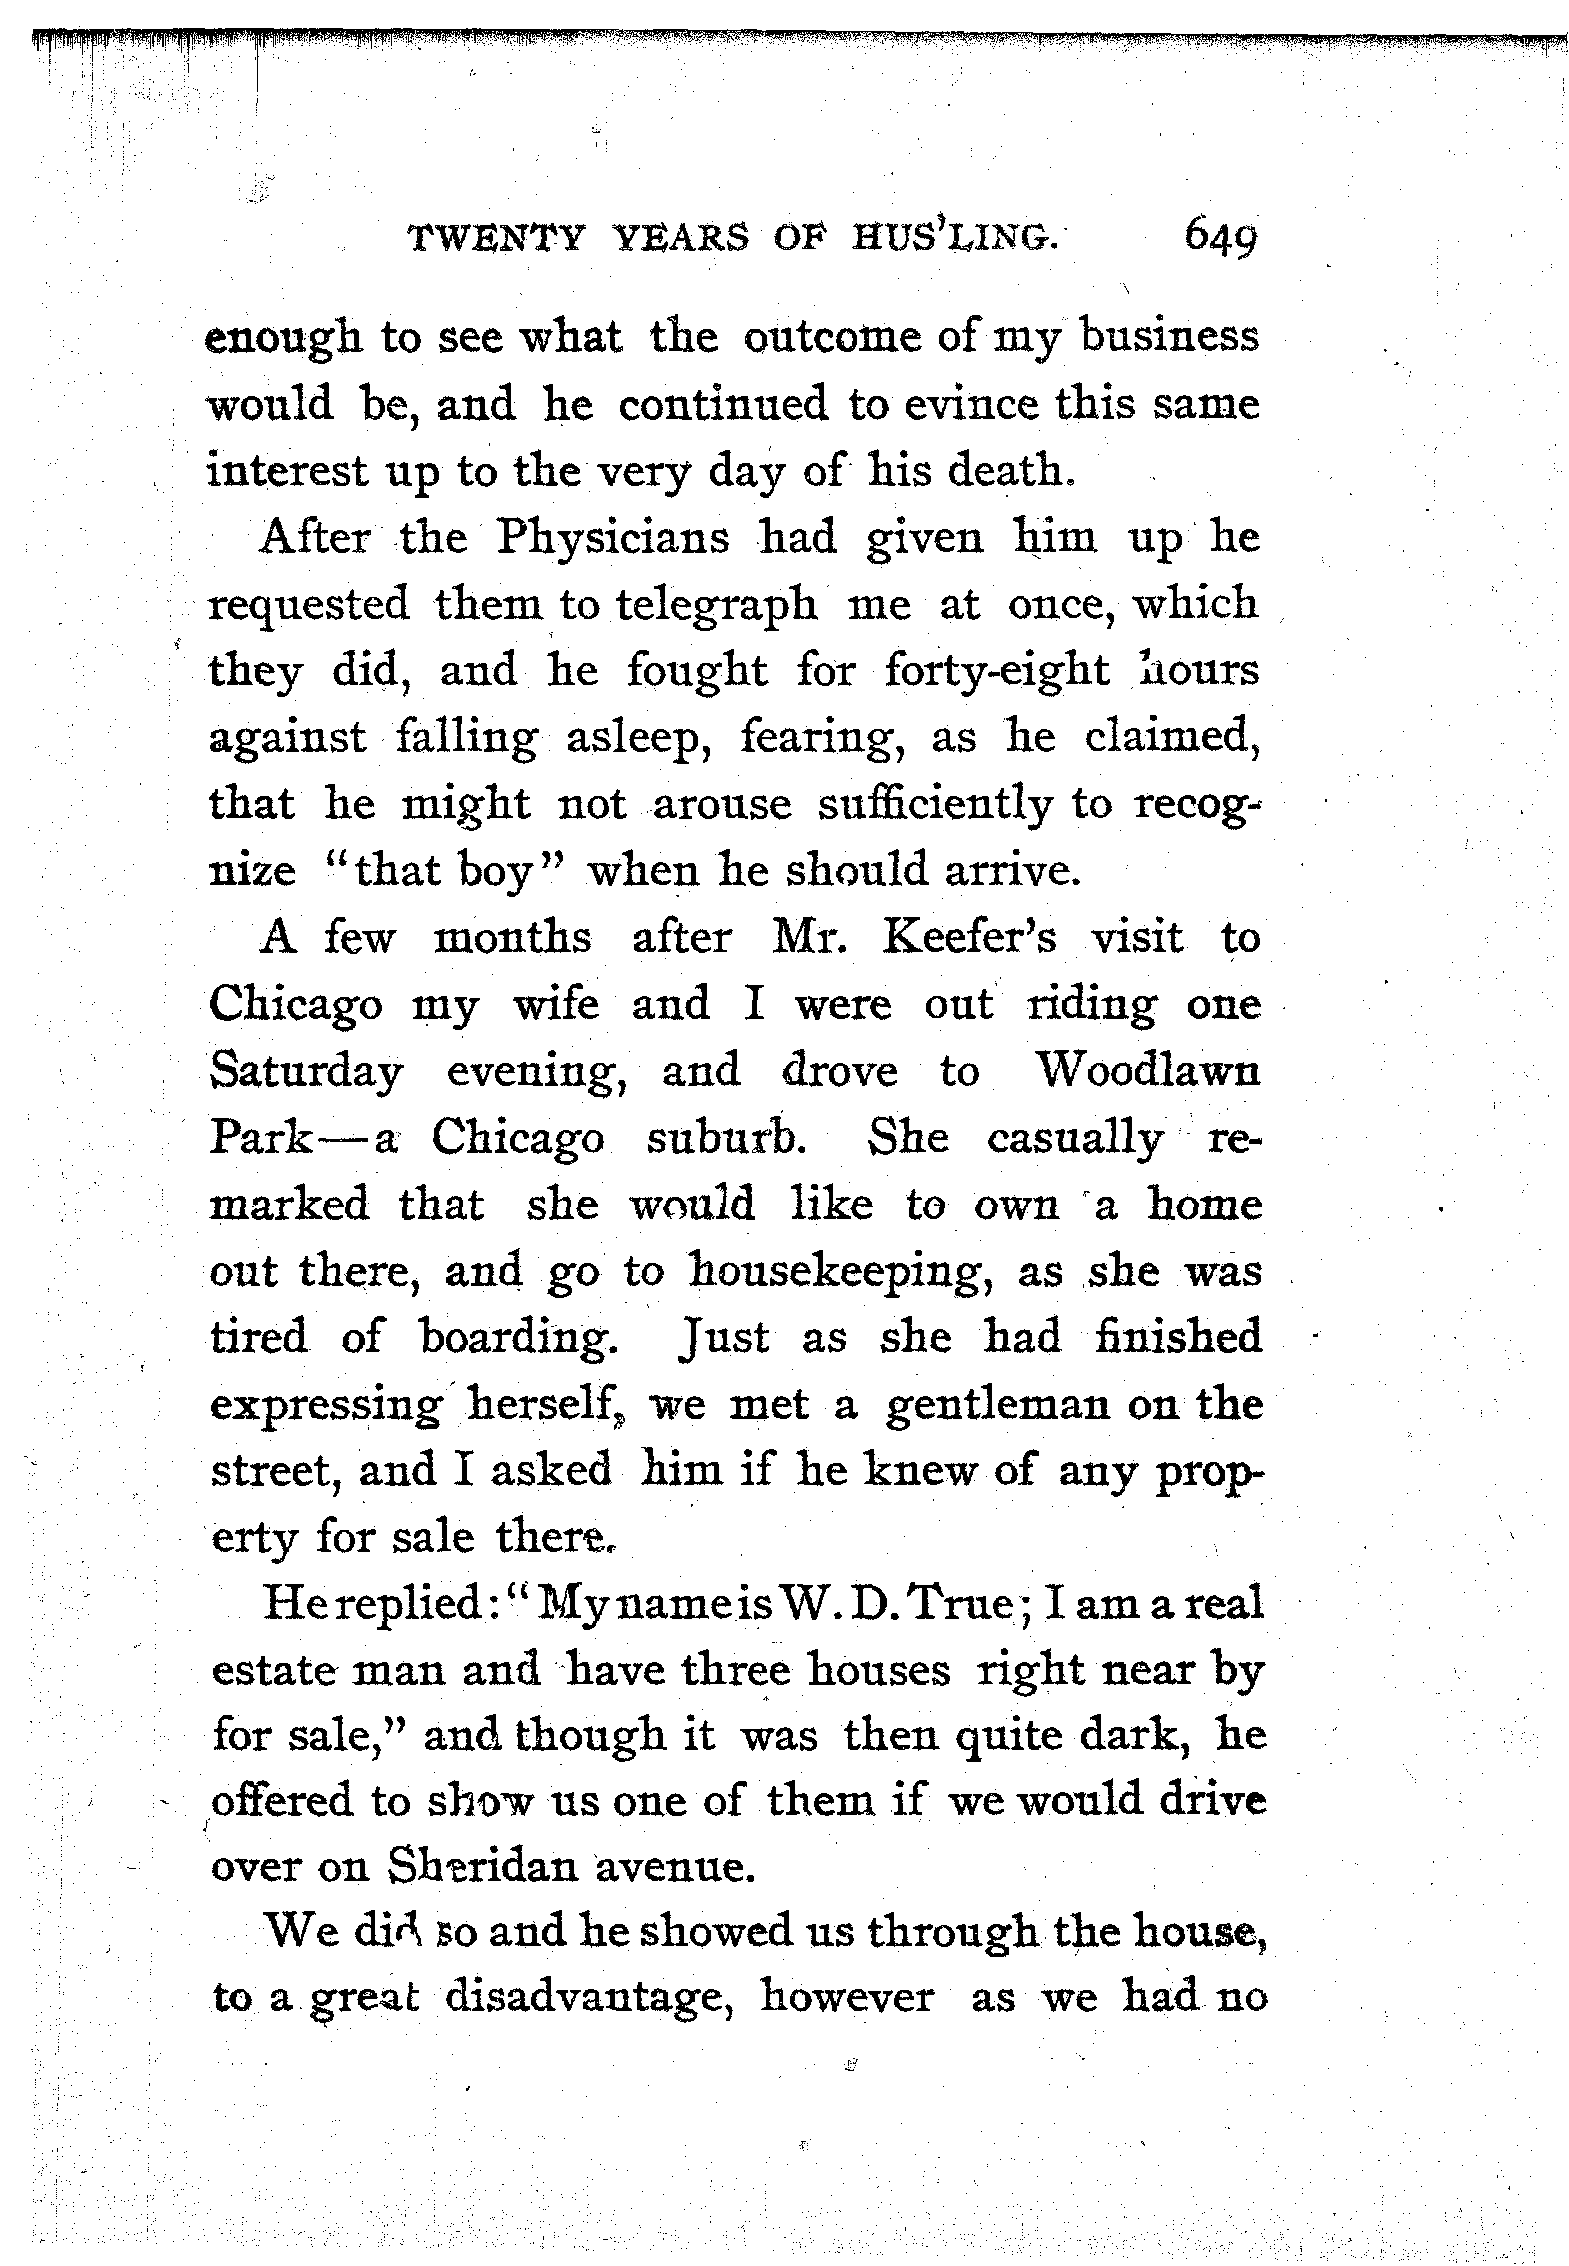 TWENTY YEARS OF HUS'LING. 649
enough to see what the outcome of my business
would be, and he continued to evince this same
interest up to the very day of his death.
After the Physicians had given him up he
requested them to telegraph me at once, which
they did, and he fought for forty-eight hours
against falling asleep, fearing, as he claimed,
that he might not arouse sufficiently to recog-
nize "that boy" when he should arrive.
A few months after Mr. Keefer's visit to
Chicago my wife and I were out riding one
Saturday evening, and drove to Woodlawn
Park—a Chicago suburb. She casually re-
marked that she would like to own a home
out there, and go to housekeeping, as she was
tired of boarding. Just as she had finished
expressing herself, we met a gentleman on the
street, and I asked him if he knew of any prop-
erty for sale there.
He replied: "My name is W. D. True; I am a real
estate man and have three houses right near by
for sale," and though it was then quite dark, he
offered to show us one of them if we would drive
over on Sheridan avenue.
We did so and he showed us through the house,
to a great disadvantage, however as we had no